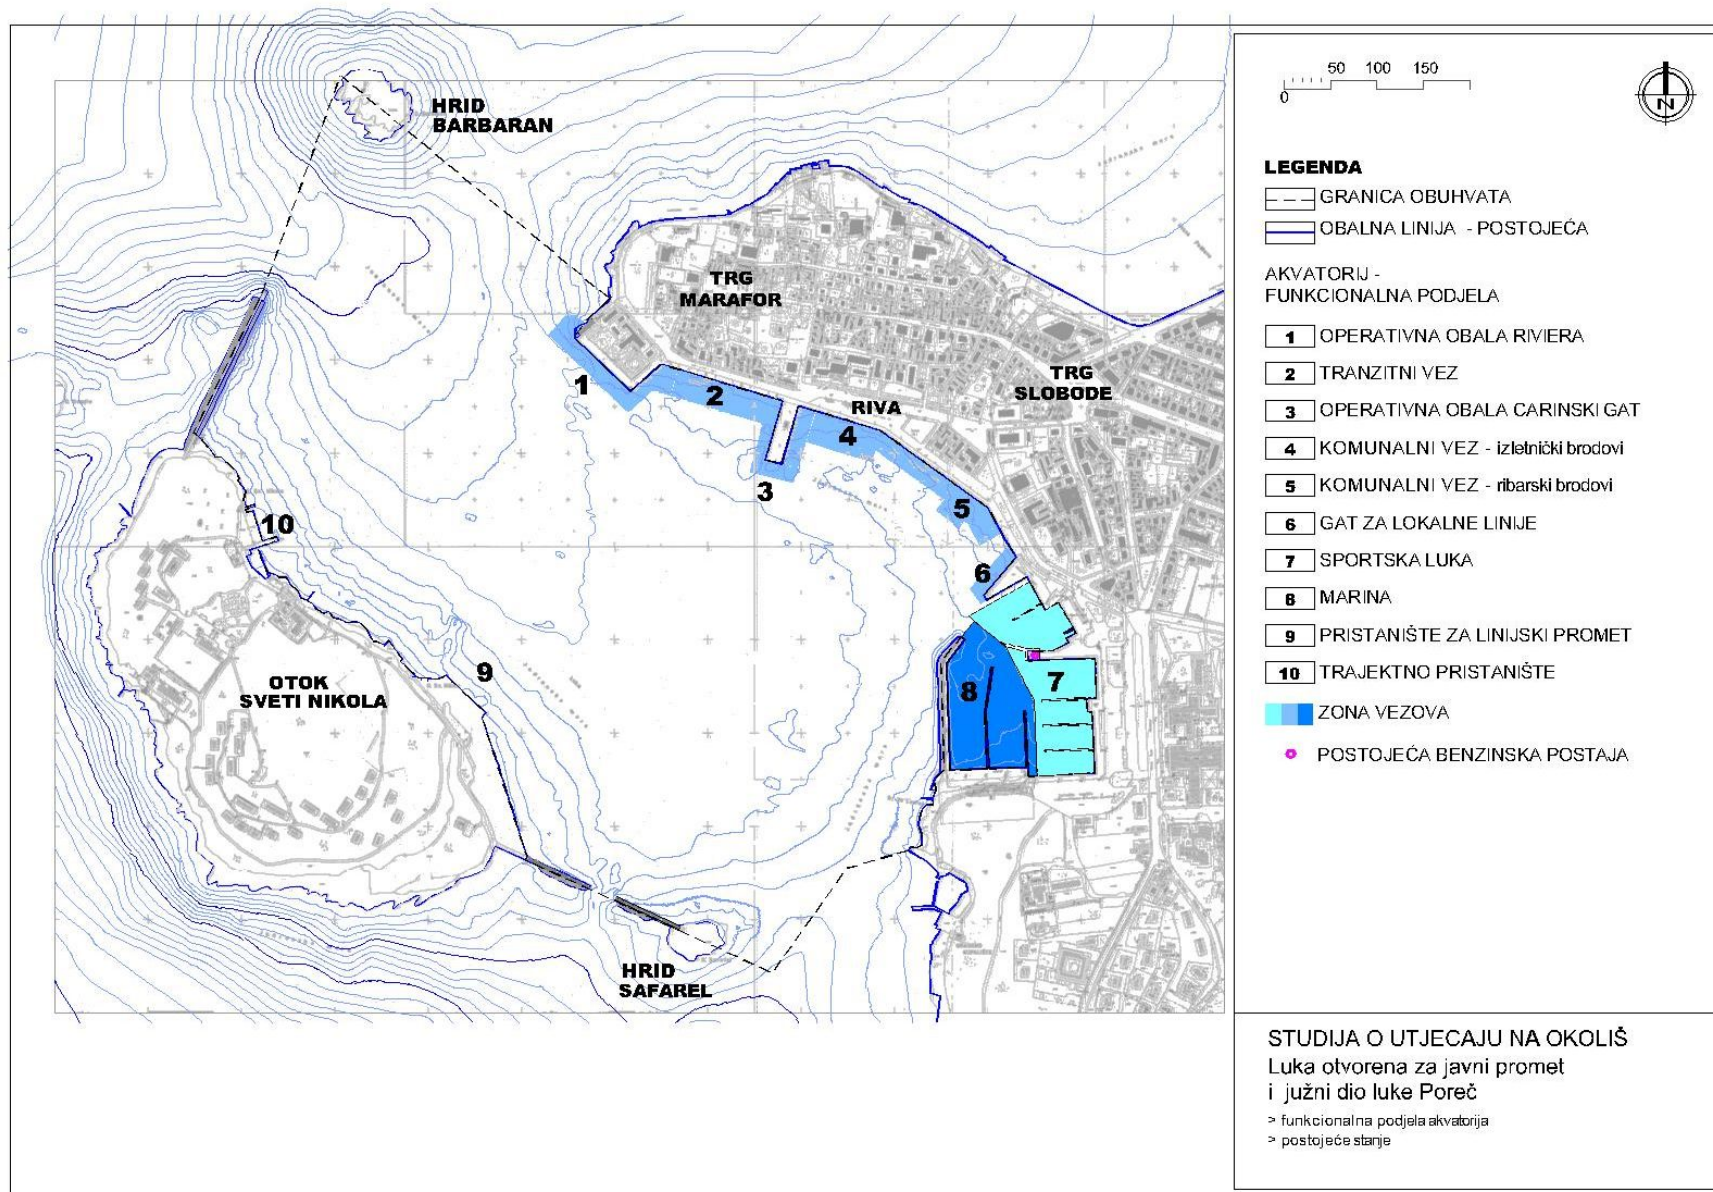 HRID
BARBARAN
TRG
MARAFOR
TRG
SLOBODE
RIVA
1
2
3
4
5
6
7
8
9
10
OTOK
SVETI NIKOLA
HRID
SAFAREL
50 100 150
0
N
LEGENDA
GRANICA OBUHVATA
OBALNA LINIJA - POSTOJEĆA
AKVATORIJ -
FUNKCIONALNA PODJELA
1 OPERATIVNA OBALA RIVIERA
2 TRANZITNI VEZ
3 OPERATIVNA OBALA CARINSKI GAT
4 KOMUNALNI VEZ - izletnički brodovi
5 KOMUNALNI VEZ - ribarski brodovi
6 GAT ZA LOKALNE LINIJE
7 SPORTSKA LUKA
8 MARINA
9 PRISTANIŠTE ZA LINIJSKI PROMET
10 TRAJEKTNO PRISTANIŠTE
ZONA VEZOVA
POSTOJEĆA BENZINSKA POSTAJA
STUDIJA O UTJECAJU NA OKOLIŠ
Luka otvorena za javni promet
i južni dio luke Poreč
> funkcionalna podjela akvatorija
> postojeće stanje